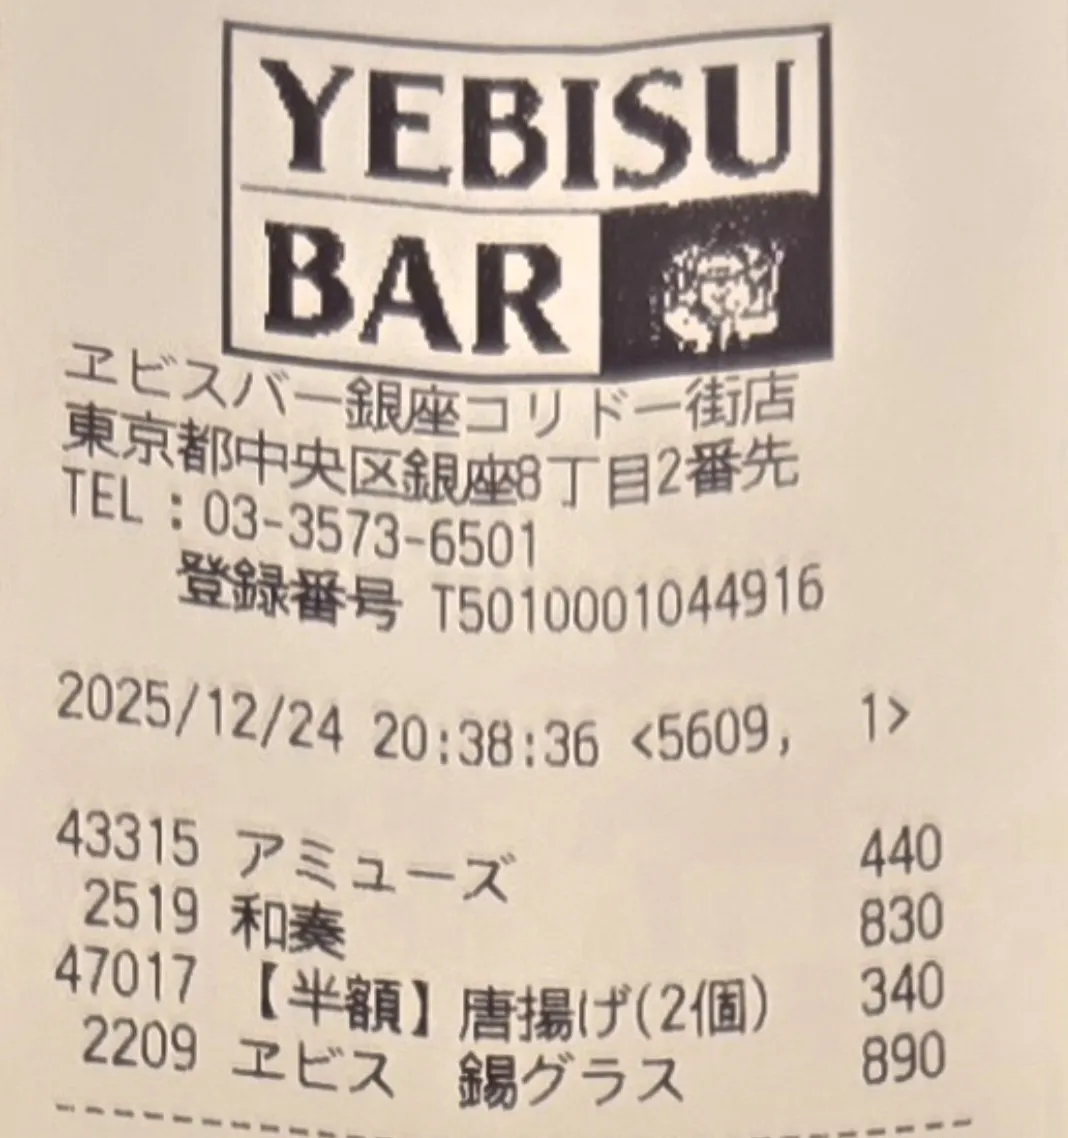 YEBISU
BAR
ヱビスバー銀座コリドー街店
東京都中央区銀座8丁目2番先
TEL：03-3573-6501
登録番号 T5010001044916
2025/12/24 20:38:36 <5609,　1>
43315 アミューズ 440
2519 和奏 830
47017 【半額】唐揚げ(2個) 340
2209 ヱビス　錫グラス 890